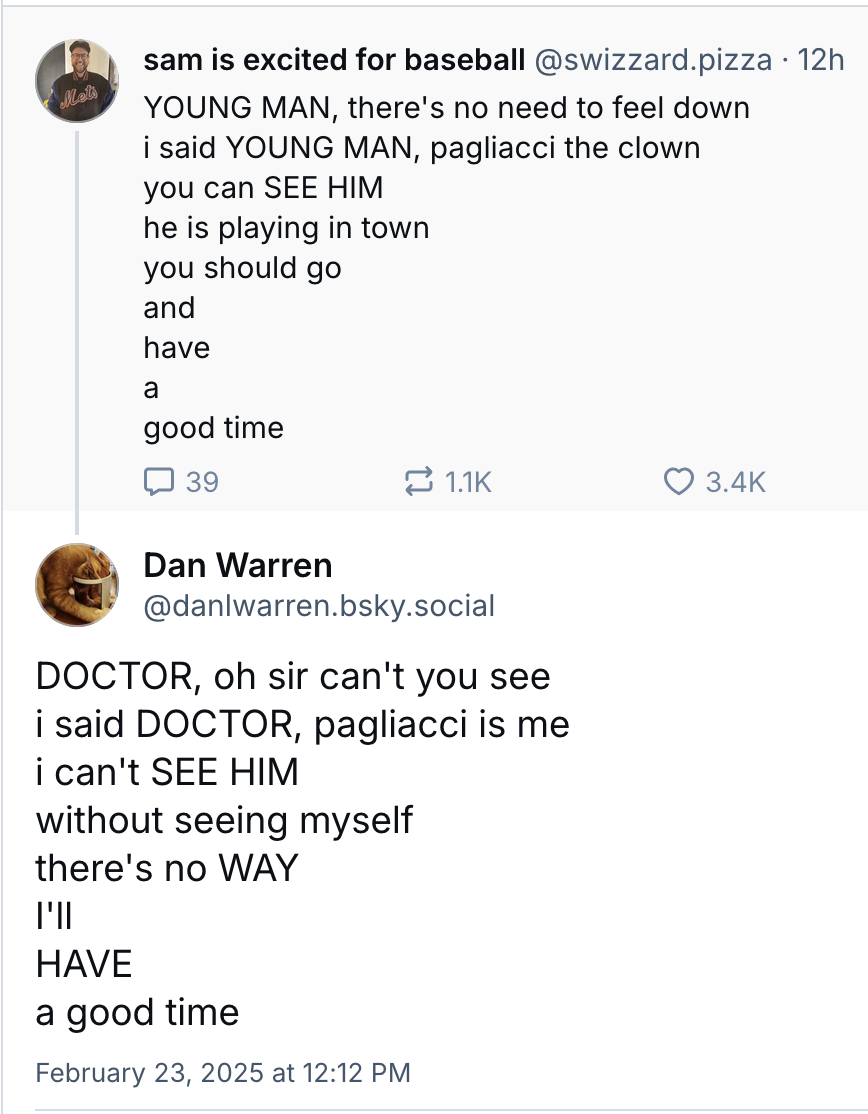 sam is excited for baseball @swizzard.pizza · 12h
YOUNG MAN, there's no need to feel down
i said YOUNG MAN, pagliacci the clown
you can SEE HIM
he is playing in town
you should go
and
have
a
good time
39 1.1K 3.4K
Dan Warren
@danlwarren.bsky.social
DOCTOR, oh sir can't you see
i said DOCTOR, pagliacci is me
i can't SEE HIM
without seeing myself
there's no WAY
I'll
HAVE
a good time
February 23, 2025 at 12:12 PM